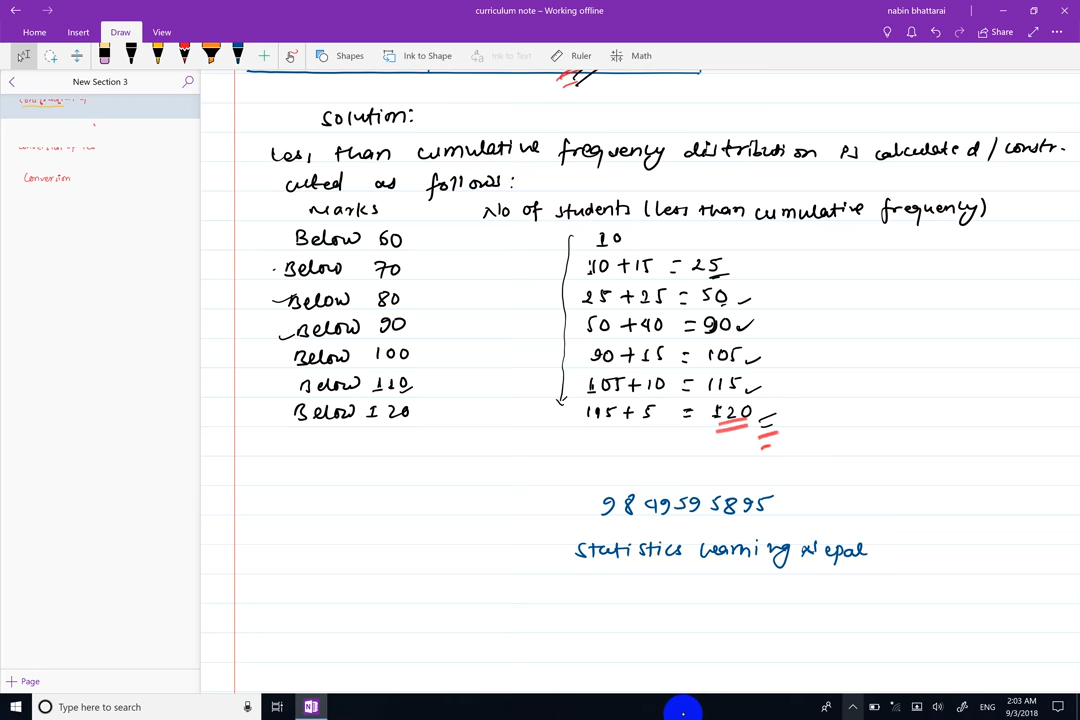 curriculum note – Working offline
nabin bhattarai
Home Insert Draw View
Share
Shapes Ink to Shape Ink to Text Ruler Math
New Section 3
Conversion
Solution:
Less than cumulative frequency distribution is calculated / constr-
ucted as follows:
Marks No of students (less than cumulative frequency)
Below 60 10
Below 70 10 + 15 = 25
Below 80 25 + 25 = 50
Below 90 50 + 40 = 90
Below 100 90 + 15 = 105
Below 110 105 + 10 = 115
Below 120 115 + 5 = 120
9849595895
Statistics Learning Nepal
Page
Type here to search
ENG
2:03 AM
9/3/2018